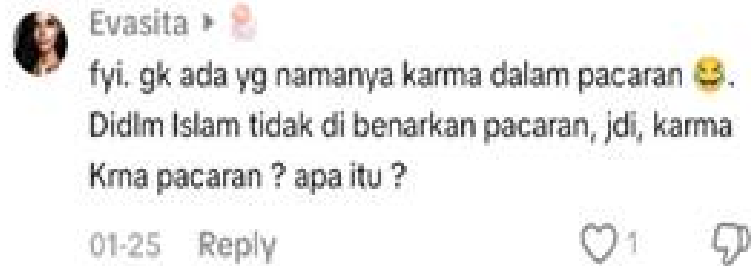 Evasita
fyi. gk ada yg namanya karma dalam pacaran 😂.
Didlm Islam tidak di benarkan pacaran, jdi, karma
Krna pacaran ? apa itu ?
01-25 Reply 1